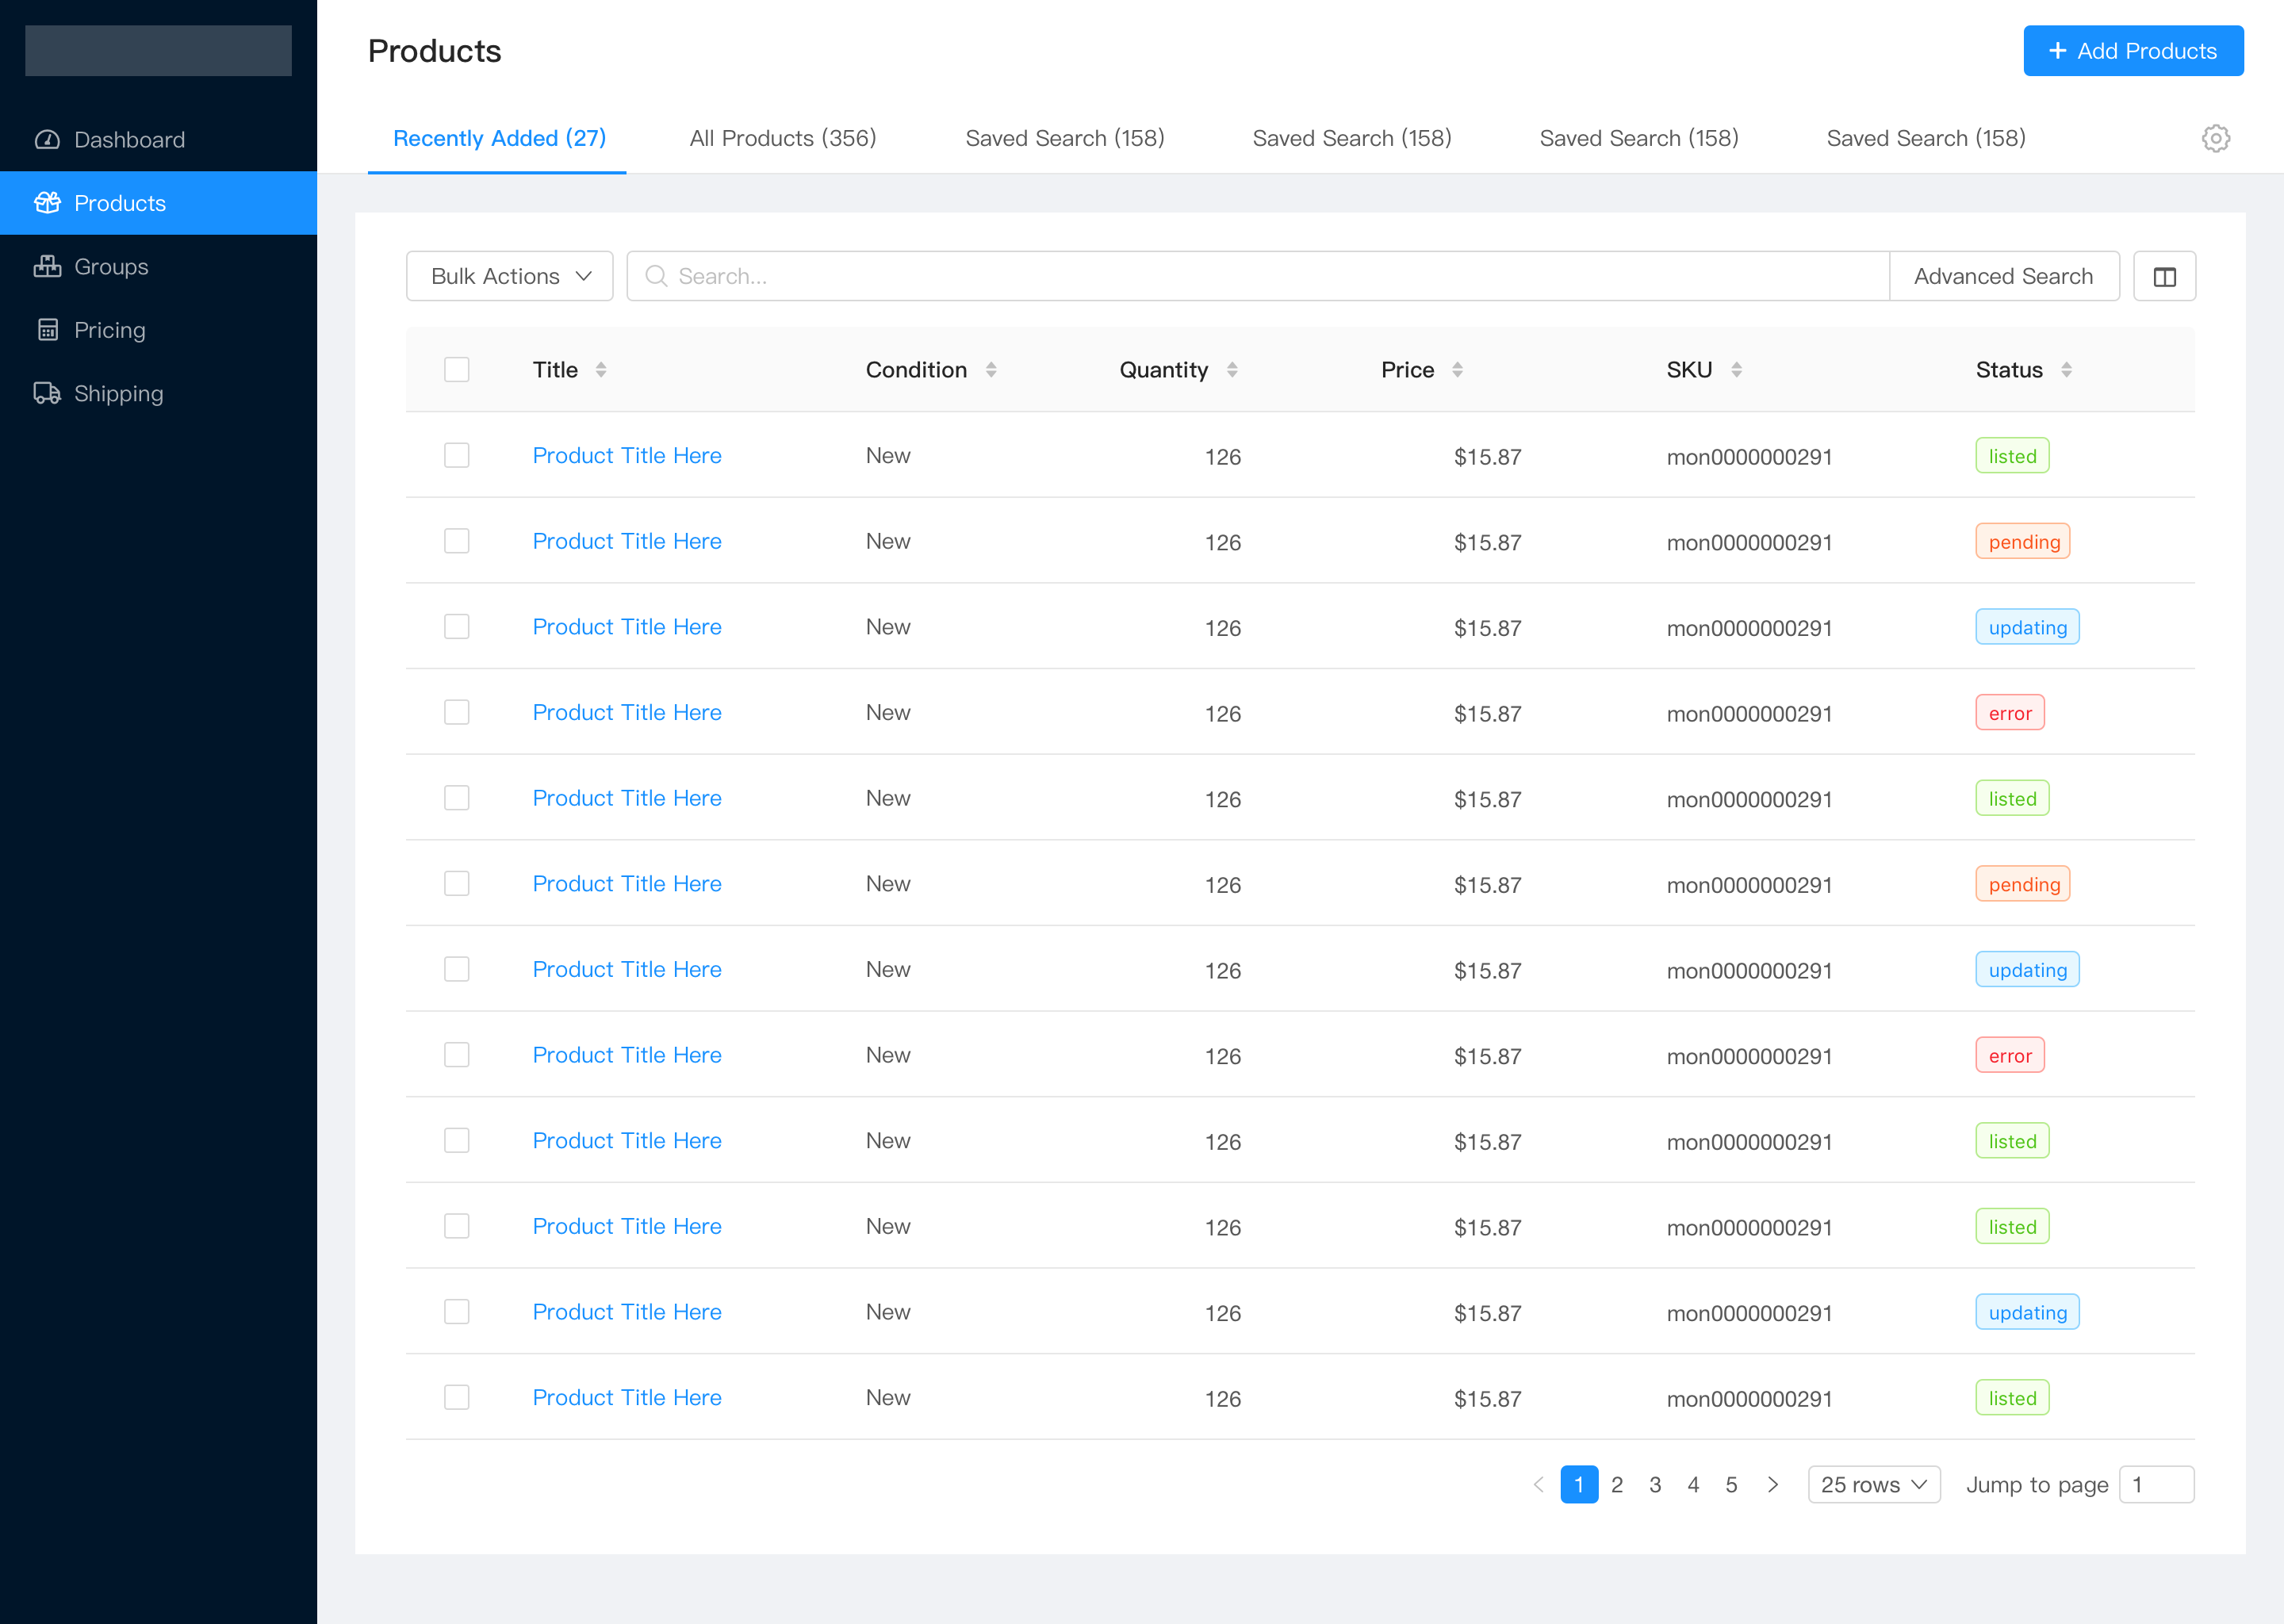 Products
+ Add Products
Dashboard
Products
Groups
Pricing
Shipping
Recently Added (27) All Products (356) Saved Search (158) Saved Search (158) Saved Search (158) Saved Search (158)
Bulk Actions Search... Advanced Search
Title Condition Quantity Price SKU Status
Product Title Here New 126 $15.87 mon0000000291 listed
Product Title Here New 126 $15.87 mon0000000291 pending
Product Title Here New 126 $15.87 mon0000000291 updating
Product Title Here New 126 $15.87 mon0000000291 error
Product Title Here New 126 $15.87 mon0000000291 listed
Product Title Here New 126 $15.87 mon0000000291 pending
Product Title Here New 126 $15.87 mon0000000291 updating
Product Title Here New 126 $15.87 mon0000000291 error
Product Title Here New 126 $15.87 mon0000000291 listed
Product Title Here New 126 $15.87 mon0000000291 listed
Product Title Here New 126 $15.87 mon0000000291 updating
Product Title Here New 126 $15.87 mon0000000291 listed
1 2 3 4 5 25 rows Jump to page 1